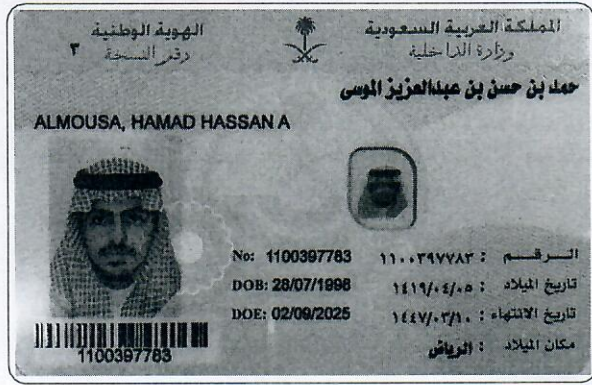 المملكة العربية السعودية
وزارة الداخلية
الهوية الوطنية
رقم النسخة ٣
حمد بن حسن بن عبدالعزيز الموسى
ALMOUSA, HAMAD HASSAN A
No: 1100397783 الرقم : ١١٠٠٣٩٧٧٨٣
DOB: 28/07/1998 تاريخ الميلاد : ١٤١٩/٠٤/٠٥
DOE: 02/09/2025 تاريخ الانتهاء : ١٤٤٧/٠٣/١٠
مكان الميلاد : الرياض
1100397783